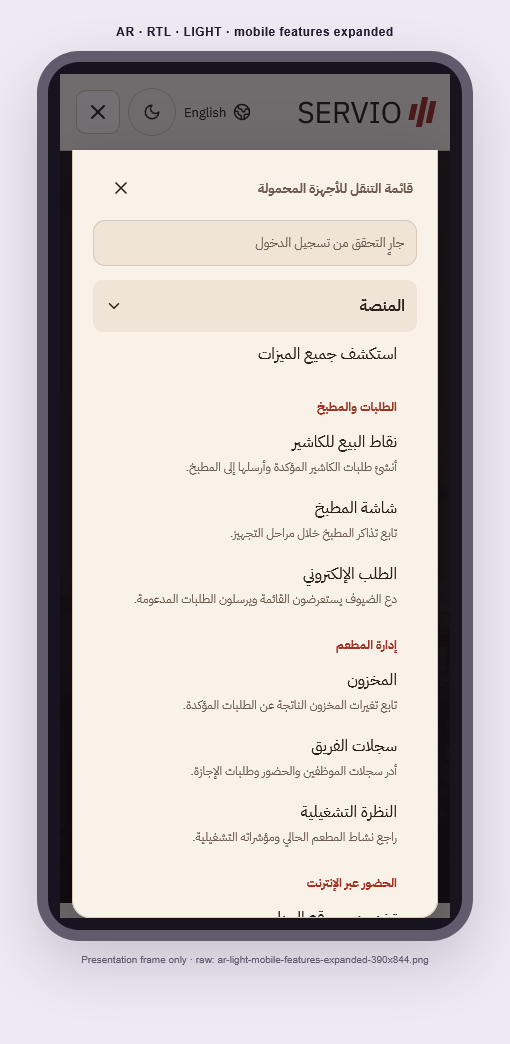 AR · RTL · LIGHT · mobile features expanded
SERVIO
English
قائمة التنقل للأجهزة المحمولة
جارٍ التحقق من تسجيل الدخول
المنصة
استكشف جميع الميزات
الطلبات والمطبخ
نقاط البيع للكاشير
أنشئ طلبات الكاشير المؤكدة وأرسلها إلى المطبخ.
شاشة المطبخ
تابع تذاكر المطبخ خلال مراحل التجهيز.
الطلب الإلكتروني
دع الضيوف يستعرضون القائمة ويرسلون الطلبات المدعومة.
إدارة المطعم
المخزون
تابع تغيرات المخزون الناتجة عن الطلبات المؤكدة.
سجلات الفريق
أدر سجلات الموظفين والحضور وطلبات الإجازة.
النظرة التشغيلية
راجع نشاط المطعم الحالي ومؤشراته التشغيلية.
الحضور عبر الإنترنت
Presentation frame only · raw: ar-light-mobile-features-expanded-390x844.png